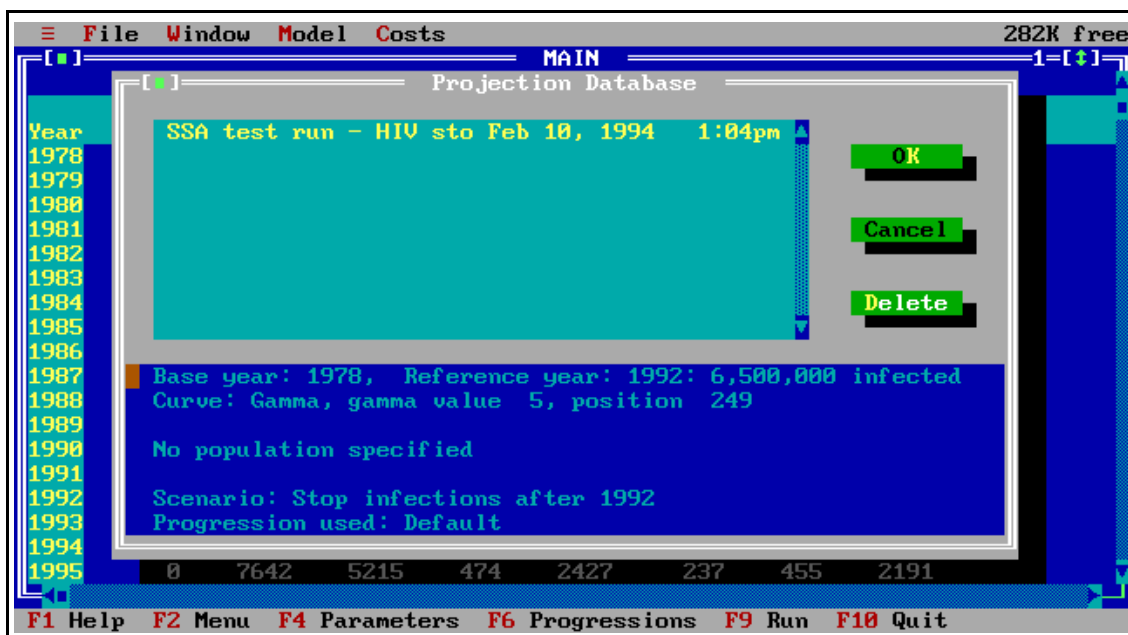 ≡ File Window Model Costs 282K free
[■] MAIN 1=[↕]
[■] Projection Database
Year
SSA test run - HIV sto Feb 10, 1994 1:04pm
1978
OK
1979
1980
1981
Cancel
1982
1983
1984
Delete
1985
1986
1987
Base year: 1978, Reference year: 1992: 6,500,000 infected
1988
Curve: Gamma, gamma value 5, position 249
1989
1990
No population specified
1991
1992
Scenario: Stop infections after 1992
1993
Progression used: Default
1994
1995 0 7642 5215 474 2427 237 455 2191
F1 Help F2 Menu F4 Parameters F6 Progressions F9 Run F10 Quit